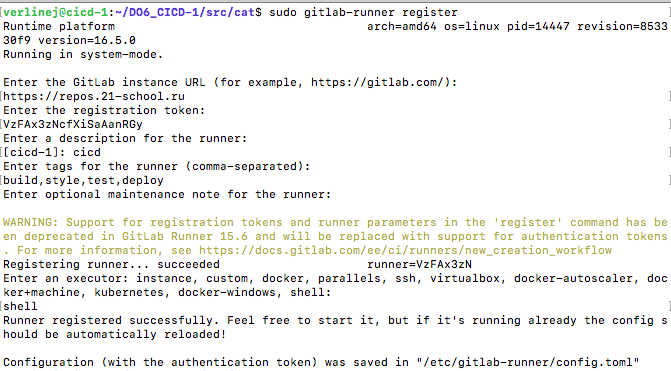 [verlinej@cicd-1:~/DO6_CICD-1/src/cat$ sudo gitlab-runner register ]
Runtime platform arch=amd64 os=linux pid=14447 revision=8533
30f9 version=16.5.0
Running in system-mode.
Enter the GitLab instance URL (for example, https://gitlab.com/):
[https://repos.21-school.ru ]
Enter the registration token:
[VzFAx3zNcfXiSaAanRGy ]
Enter a description for the runner:
[[cicd-1]: cicd ]
Enter tags for the runner (comma-separated):
[build,style,test,deploy ]
Enter optional maintenance note for the runner:
WARNING: Support for registration tokens and runner parameters in the 'register' command has be
en deprecated in GitLab Runner 15.6 and will be replaced with support for authentication tokens
. For more information, see https://docs.gitlab.com/ee/ci/runners/new_creation_workflow
Registering runner... succeeded runner=VzFAx3zN
Enter an executor: instance, custom, docker, parallels, ssh, virtualbox, docker-autoscaler, doc
ker+machine, kubernetes, docker-windows, shell:
[shell ]
Runner registered successfully. Feel free to start it, but if it's running already the config s
hould be automatically reloaded!
Configuration (with the authentication token) was saved in "/etc/gitlab-runner/config.toml"